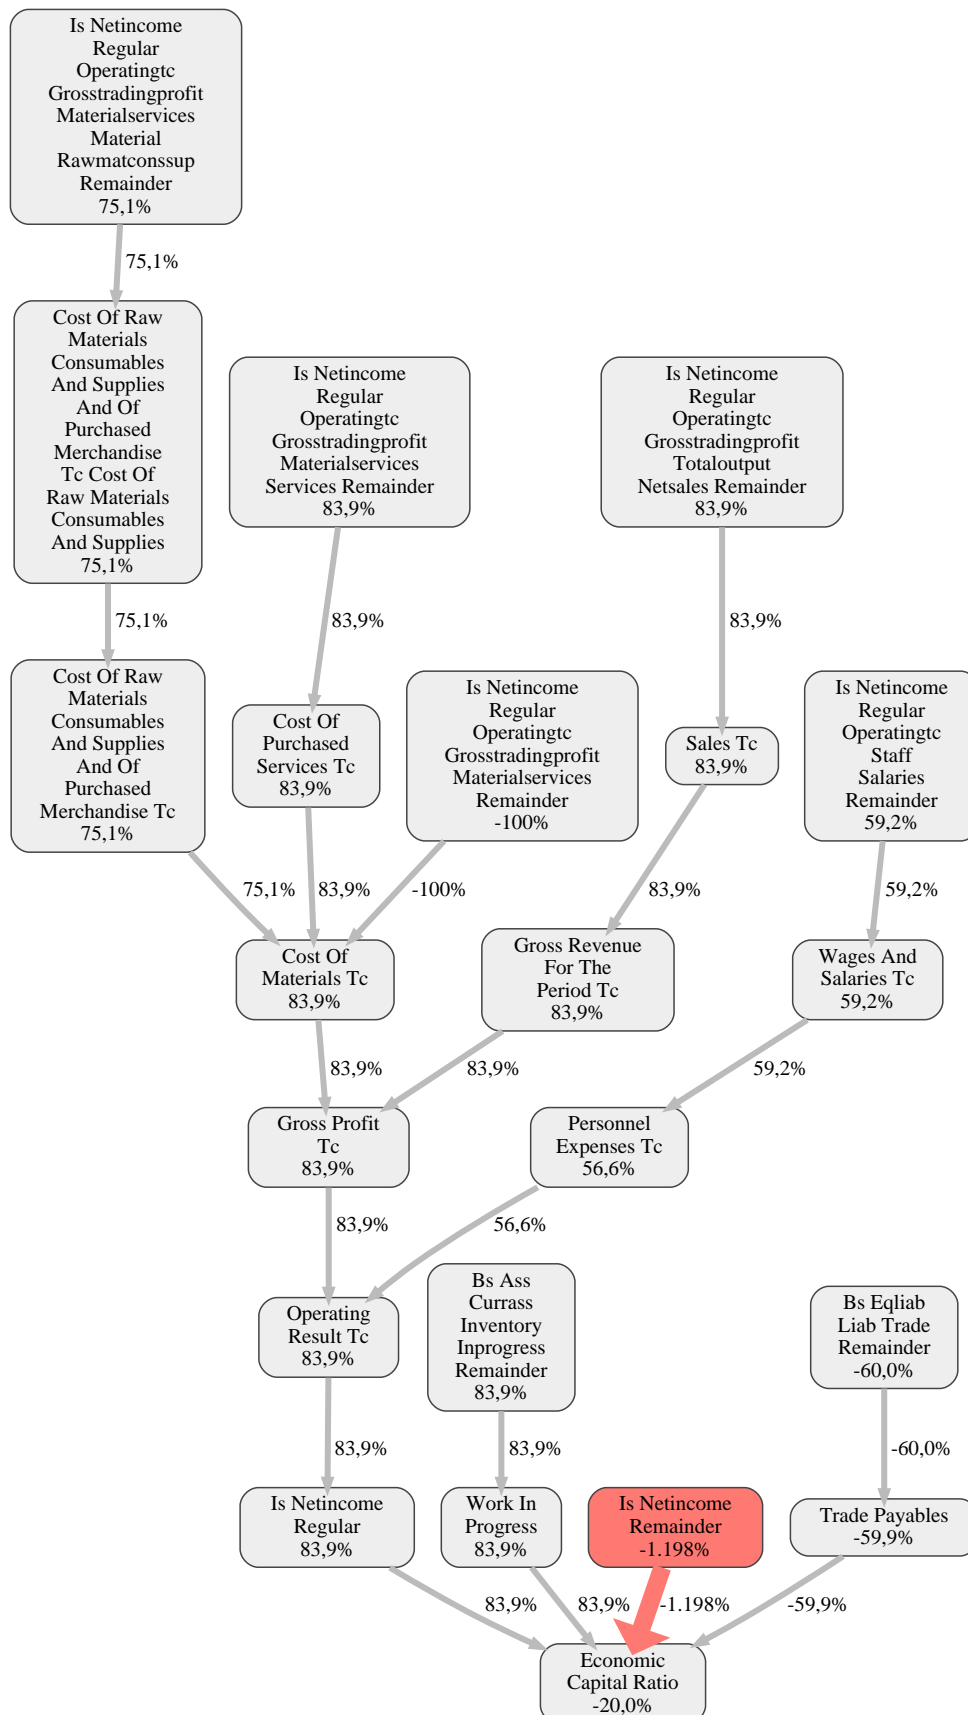 Is Netincome
Regular
Operatingtc
Grosstradingprofit
Materialservices
Material
Rawmatconssup
Remainder
75,1%
75,1%
Cost Of Raw
Materials
Consumables
And Supplies
And Of
Purchased
Merchandise
Tc Cost Of
Raw Materials
Consumables
And Supplies
75,1%
Is Netincome
Regular
Operatingtc
Grosstradingprofit
Materialservices
Services Remainder
83,9%
Is Netincome
Regular
Operatingtc
Grosstradingprofit
Totaloutput
Netsales Remainder
83,9%
75,1%
83,9%
83,9%
Cost Of Raw
Materials
Consumables
And Supplies
And Of
Purchased
Merchandise Tc
75,1%
Cost Of
Purchased
Services Tc
83,9%
Is Netincome
Regular
Operatingtc
Grosstradingprofit
Materialservices
Remainder
-100%
Sales Tc
83,9%
Is Netincome
Regular
Operatingtc
Staff
Salaries
Remainder
59,2%
75,1%
83,9%
-100%
83,9%
59,2%
Cost Of
Materials Tc
83,9%
Gross Revenue
For The
Period Tc
83,9%
Wages And
Salaries Tc
59,2%
83,9%
83,9%
59,2%
Gross Profit
Tc
83,9%
Personnel
Expenses Tc
56,6%
83,9%
56,6%
Operating
Result Tc
83,9%
Bs Ass
Currass
Inventory
Inprogress
Remainder
83,9%
Bs Eqliab
Liab Trade
Remainder
-60,0%
83,9%
83,9%
-60,0%
Is Netincome
Regular
83,9%
Work In
Progress
83,9%
Is Netincome
Remainder
-1.198%
Trade Payables
-59,9%
83,9%
83,9%
-1.198%
-59,9%
Economic
Capital Ratio
-20,0%